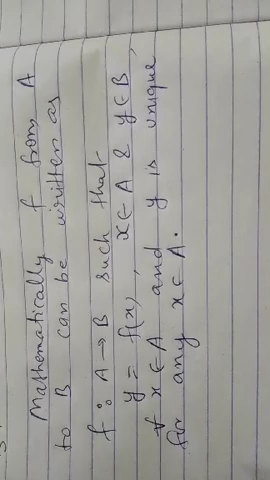 Mathematically f from A
to B can be written as
f : A → B such that
y = f(x), x ∈ A & y ∈ B,
∀ x ∈ A and y is unique
for any x ∈ A.